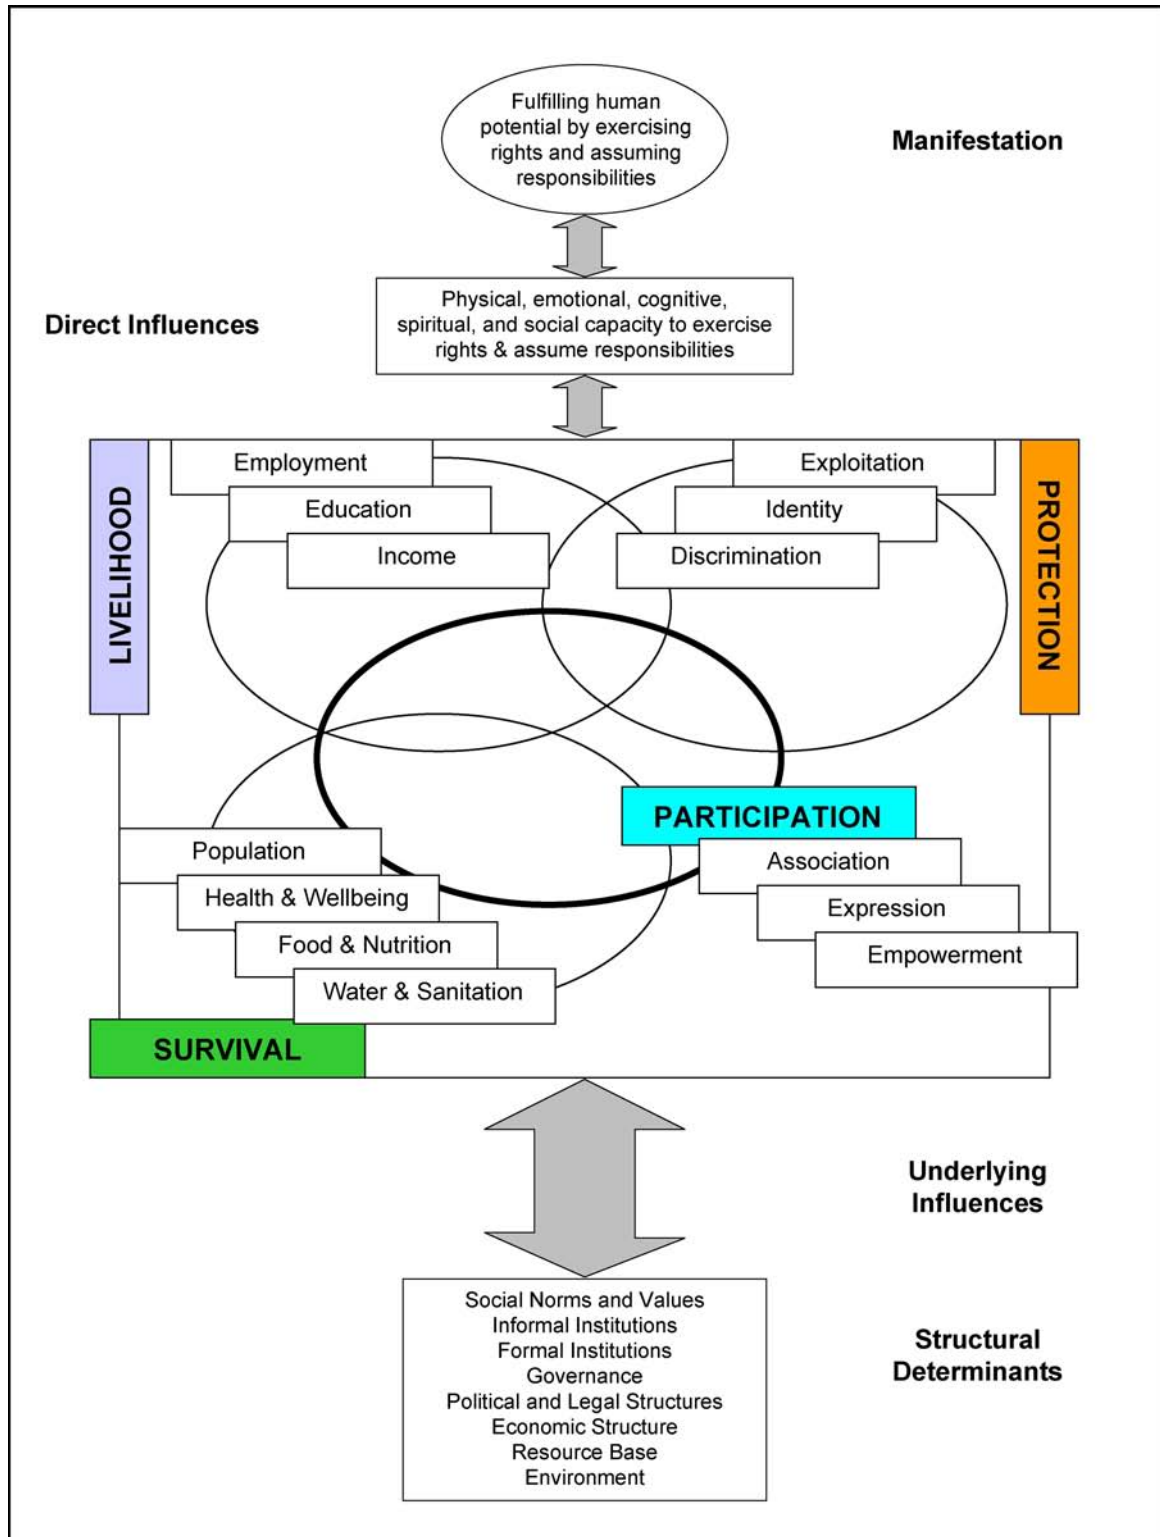 Fulfilling human
potential by exercising
rights and assuming
responsibilities
Manifestation
Direct Influences
Physical, emotional, cognitive,
spiritual, and social capacity to exercise
rights & assume responsibilities
LIVELIHOOD
Employment
Education
Income
Exploitation
Identity
Discrimination
PROTECTION
PARTICIPATION
Association
Expression
Empowerment
Population
Health & Wellbeing
Food & Nutrition
Water & Sanitation
SURVIVAL
Underlying
Influences
Social Norms and Values
Informal Institutions
Formal Institutions
Governance
Political and Legal Structures
Economic Structure
Resource Base
Environment
Structural
Determinants